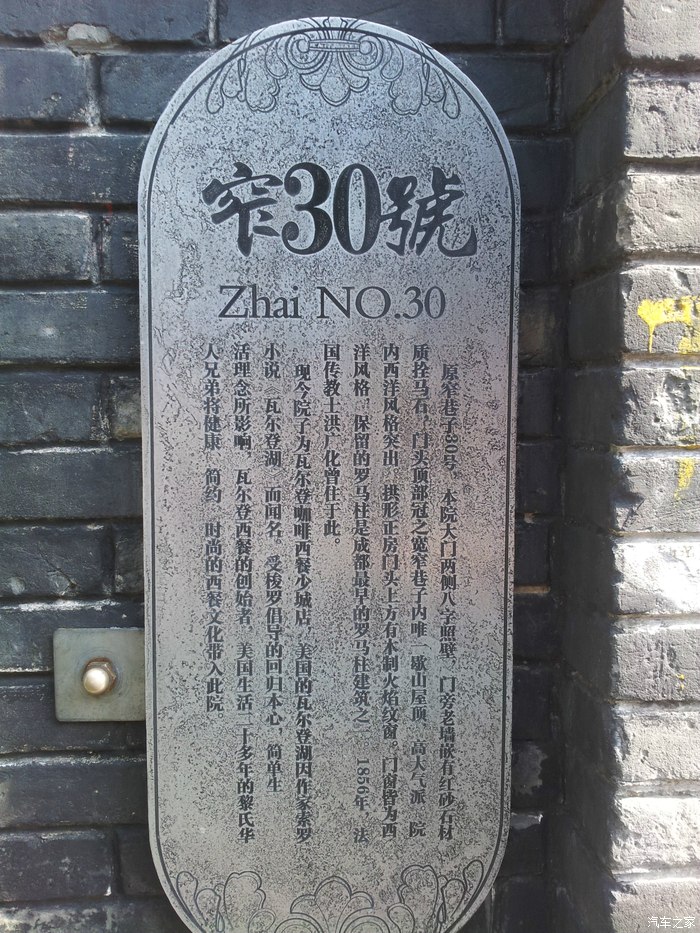 窄30號
Zhai NO.30
原窄巷子30号。本院大门两侧八字照壁，门旁老墙嵌有红砂石材
质拴马石。门头顶部冠之宽窄巷子内唯一歇山屋顶，高大气派，院
内西洋风格突出，拱形正房门头上方有木制火焰纹窗。门窗皆为西
洋风格，保留的罗马柱是成都最早的罗马柱建筑之一。1856年，法
国传教士洪广化曾住于此。
现今院子为瓦尔登咖啡西餐少城店，美国的瓦尔登湖因作家索罗
小说《瓦尔登湖》而闻名，受梭罗倡导的回归本心，简单生
活理念所影响，瓦尔登西餐的创始者，美国生活二十多年的黎氏华
人兄弟将健康、简约、时尚的西餐文化带入此院。
汽车之家